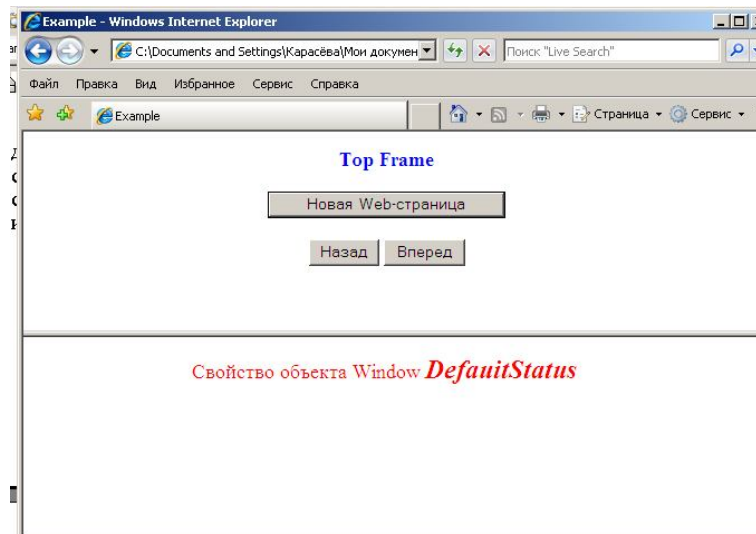 Example - Windows Internet Explorer
C:\Documents and Settings\Карасёва\Мои докумен
Поиск "Live Search"
Файл Правка Вид Избранное Сервис Справка
Example
Страница
Сервис
Top Frame
Новая Web-страница
Назад Вперед
Свойство объекта Window DefauitStatus